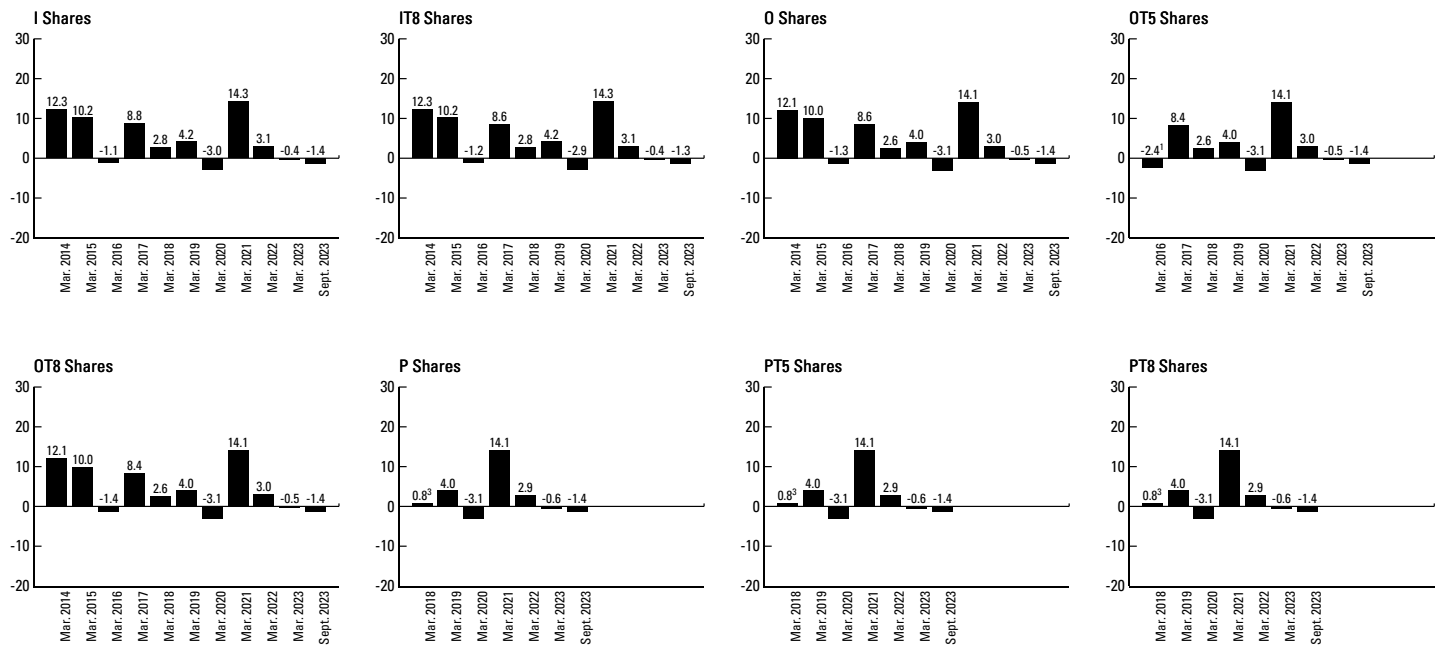 I Shares
30
20
10
0
-10
-20
12.3
10.2
-1.1
8.8
2.8
4.2
-3.0
14.3
3.1
-0.4
-1.4
Mar. 2014
Mar. 2015
Mar. 2016
Mar. 2017
Mar. 2018
Mar. 2019
Mar. 2020
Mar. 2021
Mar. 2022
Mar. 2023
Sept. 2023
IT8 Shares
30
20
10
0
-10
-20
12.3
10.2
-1.2
8.6
2.8
4.2
-2.9
14.3
3.1
-0.4
-1.3
Mar. 2014
Mar. 2015
Mar. 2016
Mar. 2017
Mar. 2018
Mar. 2019
Mar. 2020
Mar. 2021
Mar. 2022
Mar. 2023
Sept. 2023
O Shares
30
20
10
0
-10
-20
12.1
10.0
-1.3
8.6
2.6
4.0
-3.1
14.1
3.0
-0.5
-1.4
Mar. 2014
Mar. 2015
Mar. 2016
Mar. 2017
Mar. 2018
Mar. 2019
Mar. 2020
Mar. 2021
Mar. 2022
Mar. 2023
Sept. 2023
OT5 Shares
30
20
10
0
-10
-20
-2.4¹
8.4
2.6
4.0
-3.1
14.1
3.0
-0.5
-1.4
Mar. 2016
Mar. 2017
Mar. 2018
Mar. 2019
Mar. 2020
Mar. 2021
Mar. 2022
Mar. 2023
Sept. 2023
OT8 Shares
30
20
10
0
-10
-20
12.1
10.0
-1.4
8.4
2.6
4.0
-3.1
14.1
3.0
-0.5
-1.4
Mar. 2014
Mar. 2015
Mar. 2016
Mar. 2017
Mar. 2018
Mar. 2019
Mar. 2020
Mar. 2021
Mar. 2022
Mar. 2023
Sept. 2023
P Shares
30
20
10
0
-10
-20
0.8³
4.0
-3.1
14.1
2.9
-0.6
-1.4
Mar. 2018
Mar. 2019
Mar. 2020
Mar. 2021
Mar. 2022
Mar. 2023
Sept. 2023
PT5 Shares
30
20
10
0
-10
-20
0.8³
4.0
-3.1
14.1
2.9
-0.6
-1.4
Mar. 2018
Mar. 2019
Mar. 2020
Mar. 2021
Mar. 2022
Mar. 2023
Sept. 2023
PT8 Shares
30
20
10
0
-10
-20
0.8³
4.0
-3.1
14.1
2.9
-0.6
-1.4
Mar. 2018
Mar. 2019
Mar. 2020
Mar. 2021
Mar. 2022
Mar. 2023
Sept. 2023